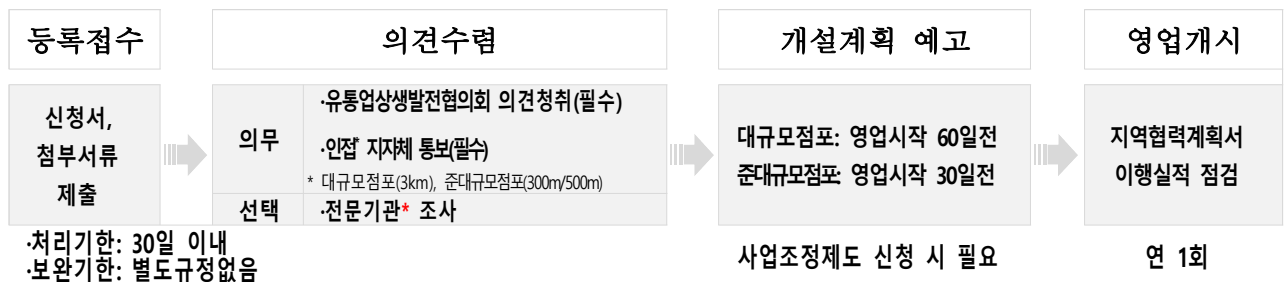 등록접수
의견수렴
개설계획 예고
영업개시
신청서,
첨부서류
제출
의무
·유통업상생발전협의회 의견청취(필수)
·인접* 지자체 통보(필수)
* 대규모점포(3km), 준대규모점포(300m/500m)
선택
·전문기관* 조사
대규모점포: 영업시작 60일전
준대규모점포: 영업시작 30일전
지역협력계획서
이행실적 점검
·처리기한: 30일 이내
·보완기한: 별도규정없음
사업조정제도 신청 시 필요
연 1회